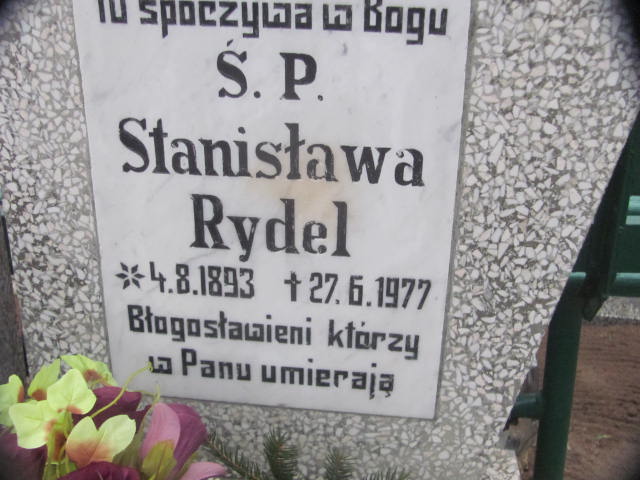 Tu spoczywa w Bogu
Ś. P.
Stanisława
Rydel
* 4.8.1893 † 27.6.1977
Błogosławieni którzy
w Panu umierają